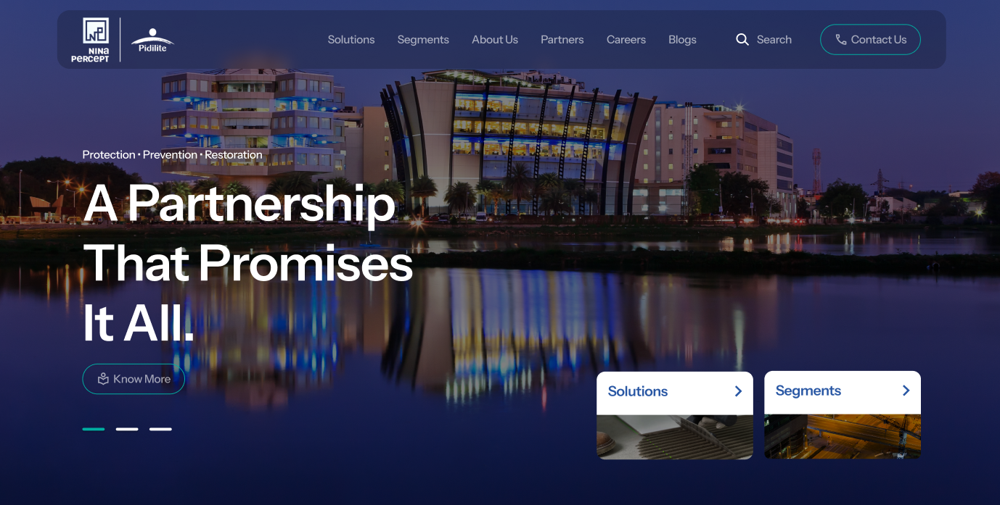 NP
NINA
PERCEPT
Pidilite
Solutions
Segments
About Us
Partners
Careers
Blogs
Search
Contact Us
Protection • Prevention • Restoration
A Partnership
That Promises
It All.
Know More
Solutions
Segments